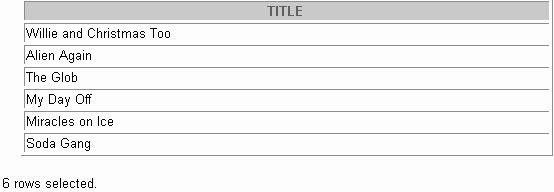 TITLE
Willie and Christmas Too
Alien Again
The Glob
My Day Off
Miracles on Ice
Soda Gang
6 rows selected.